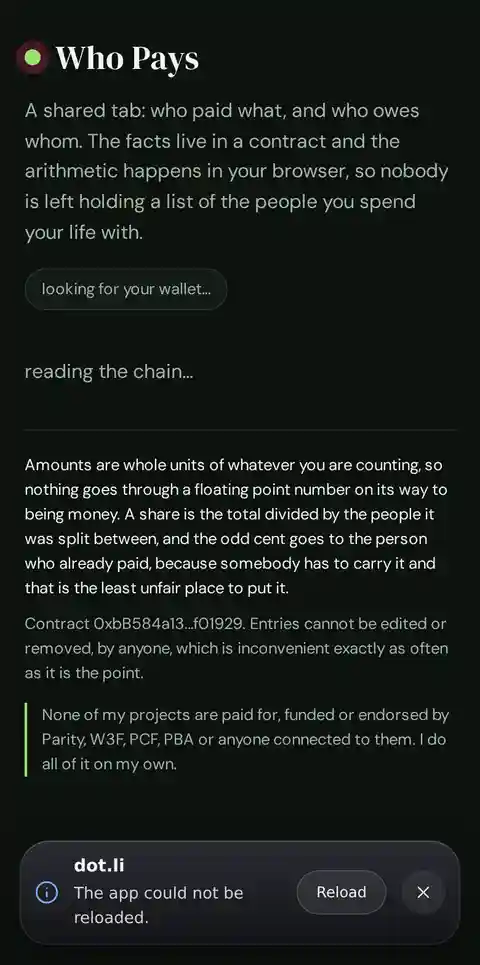 Who Pays
A shared tab: who paid what, and who owes
whom. The facts live in a contract and the
arithmetic happens in your browser, so nobody
is left holding a list of the people you spend
your life with.
looking for your wallet…
reading the chain…
Amounts are whole units of whatever you are counting, so
nothing goes through a floating point number on its way to
being money. A share is the total divided by the people it
was split between, and the odd cent goes to the person
who already paid, because somebody has to carry it and
that is the least unfair place to put it.
Contract 0xbB584a13…f01929. Entries cannot be edited or
removed, by anyone, which is inconvenient exactly as often
as it is the point.
None of my projects are paid for, funded or endorsed by
Parity, W3F, PCF, PBA or anyone connected to them. I do
all of it on my own.
dot.li
The app could not be
reloaded.
Reload